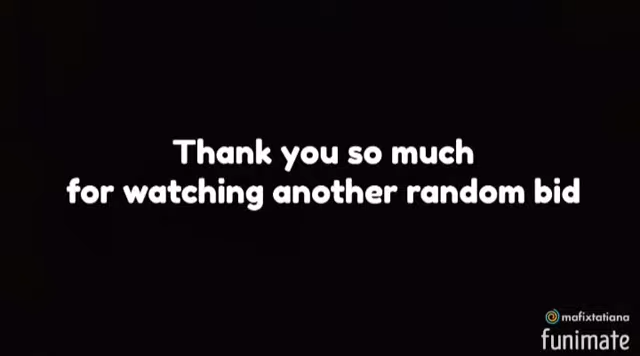 Thank you so much
for watching another random bid
mafixtatiana
funimate